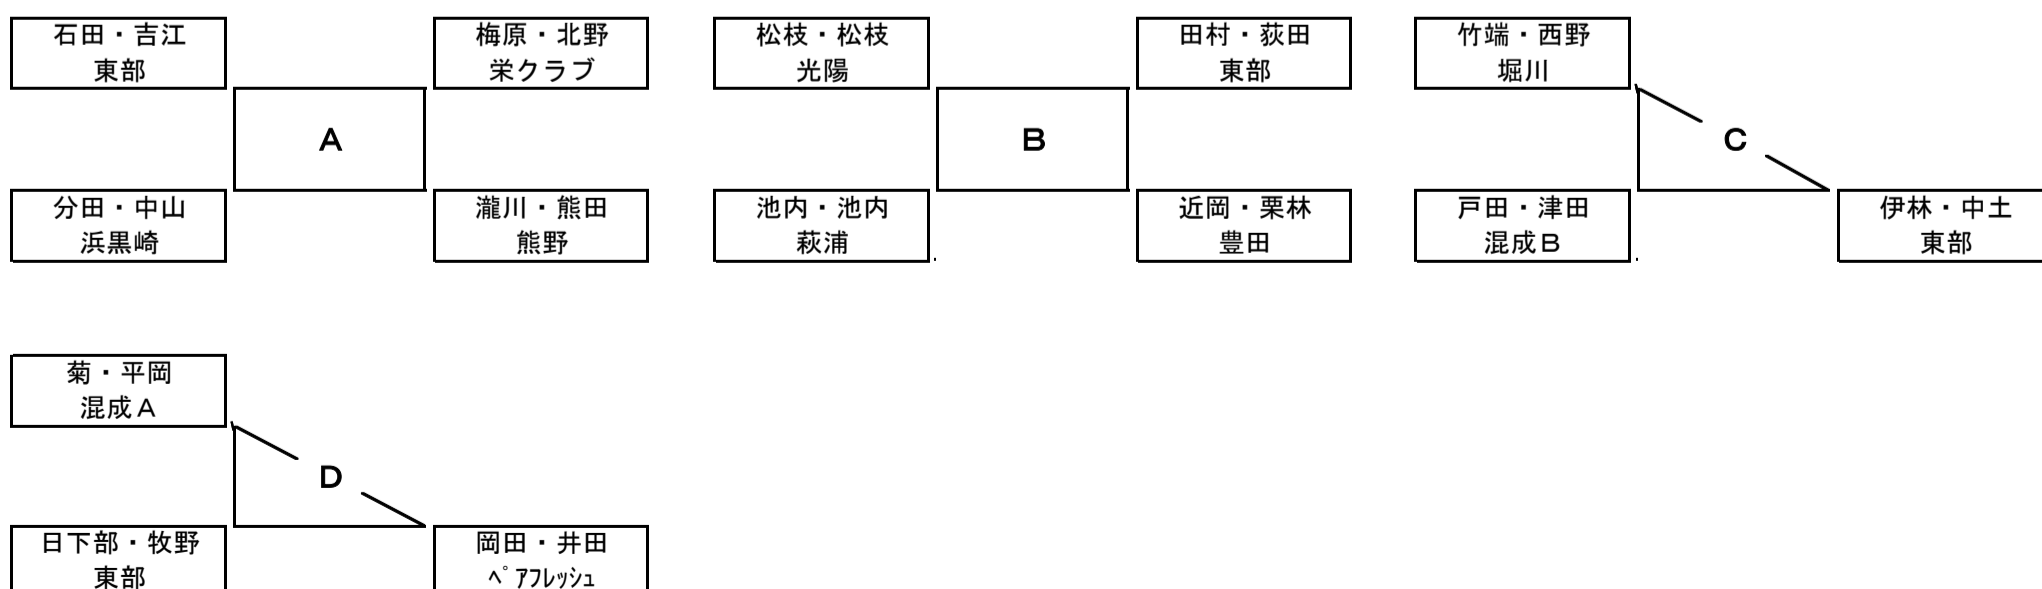 石田・吉江
東部
梅原・北野
栄クラブ
松枝・松枝
光陽
田村・荻田
東部
竹端・西野
堀川
A
B
C
分田・中山
浜黒崎
瀧川・熊田
熊野
池内・池内
萩浦
近岡・栗林
豊田
戸田・津田
混成B
伊林・中土
東部
菊・平岡
混成A
D
日下部・牧野
東部
岡田・井田
ﾍﾟｱﾌﾚｯｼｭ